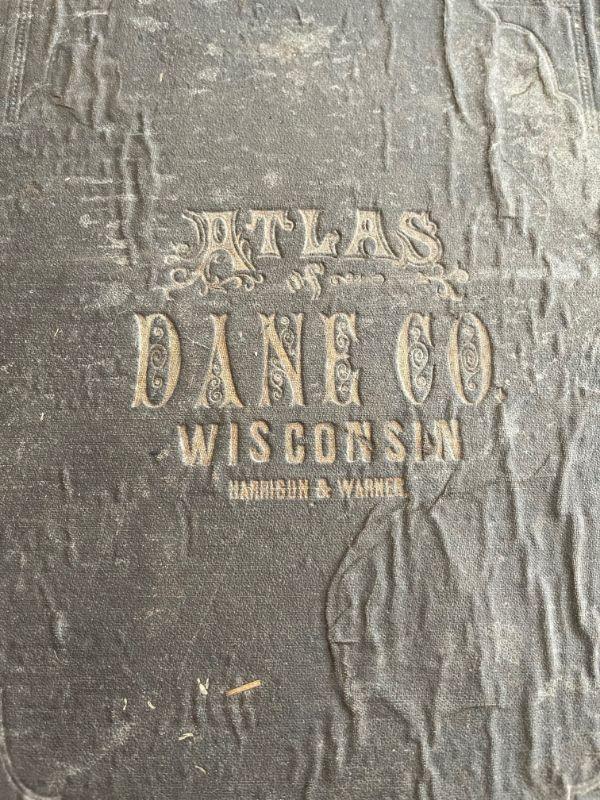 ATLAS
OF
DANE CO.
WISCONSIN
HARRISON & WARNER.